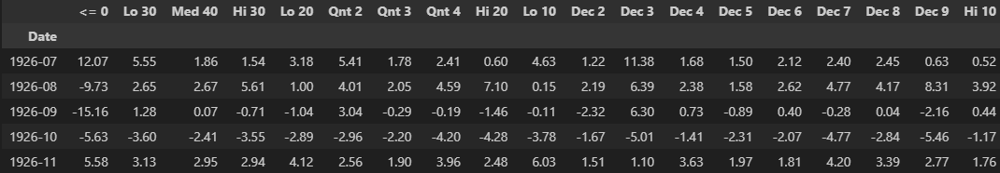 <= 0 Lo 30 Med 40 Hi 30 Lo 20 Qnt 2 Qnt 3 Qnt 4 Hi 20 Lo 10 Dec 2 Dec 3 Dec 4 Dec 5 Dec 6 Dec 7 Dec 8 Dec 9 Hi 10
Date
1926-07 12.07 5.55 1.86 1.54 3.18 5.41 1.78 2.41 0.60 4.63 1.22 11.38 1.68 1.50 2.12 2.40 2.45 0.63 0.52
1926-08 -9.73 2.65 2.67 5.61 1.00 4.01 2.05 4.59 7.10 0.15 2.19 6.39 2.38 1.58 2.62 4.77 4.17 8.31 3.92
1926-09 -15.16 1.28 0.07 -0.71 -1.04 3.04 -0.29 -0.19 -1.46 -0.11 -2.32 6.30 0.73 -0.89 0.40 -0.28 0.04 -2.16 0.44
1926-10 -5.63 -3.60 -2.41 -3.55 -2.89 -2.96 -2.20 -4.20 -4.28 -3.78 -1.67 -5.01 -1.41 -2.31 -2.07 -4.77 -2.84 -5.46 -1.17
1926-11 5.58 3.13 2.95 2.94 4.12 2.56 1.90 3.96 2.48 6.03 1.51 1.10 3.63 1.97 1.81 4.20 3.39 2.77 1.76